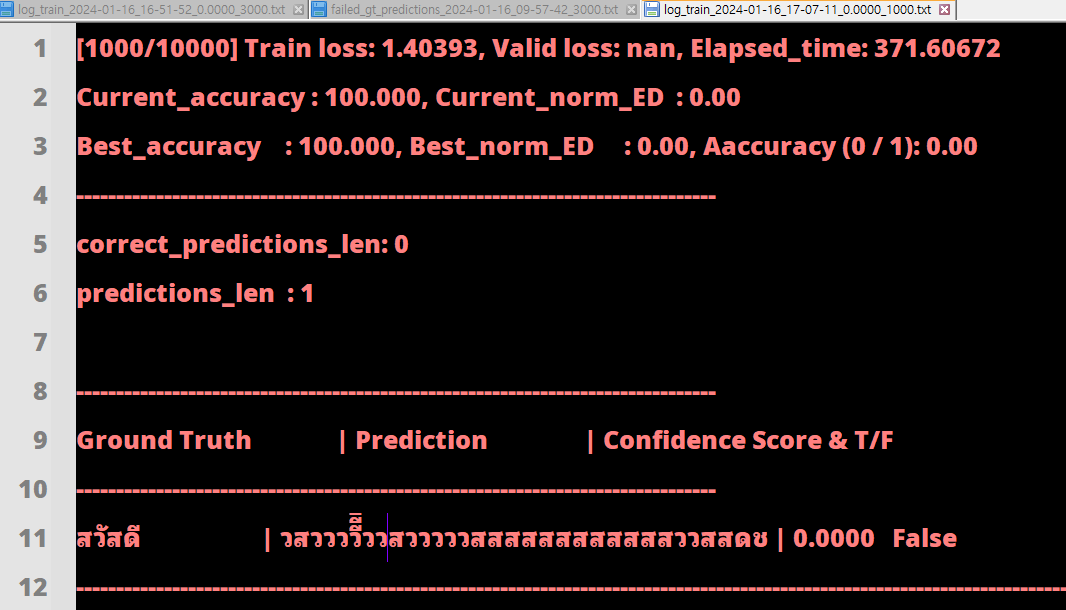 log_train_2024-01-16_16-51-52_0.0000_3000.txt failed_gt_predictions_2024-01-16_09-57-42_3000.txt log_train_2024-01-16_17-07-11_0.0000_1000.txt
1 [1000/10000] Train loss: 1.40393, Valid loss: nan, Elapsed_time: 371.60672
2 Current_accuracy : 100.000, Current_norm_ED : 0.00
3 Best_accuracy : 100.000, Best_norm_ED : 0.00, Aaccuracy (0 / 1): 0.00
4 --------------------------------------------------------------------------------
5 correct_predictions_len: 0
6 predictions_len : 1
7
8 --------------------------------------------------------------------------------
9 Ground Truth | Prediction | Confidence Score & T/F
10 --------------------------------------------------------------------------------
11 สวัสดี | | 0.0000 False
12 --------------------------------------------------------------------------------